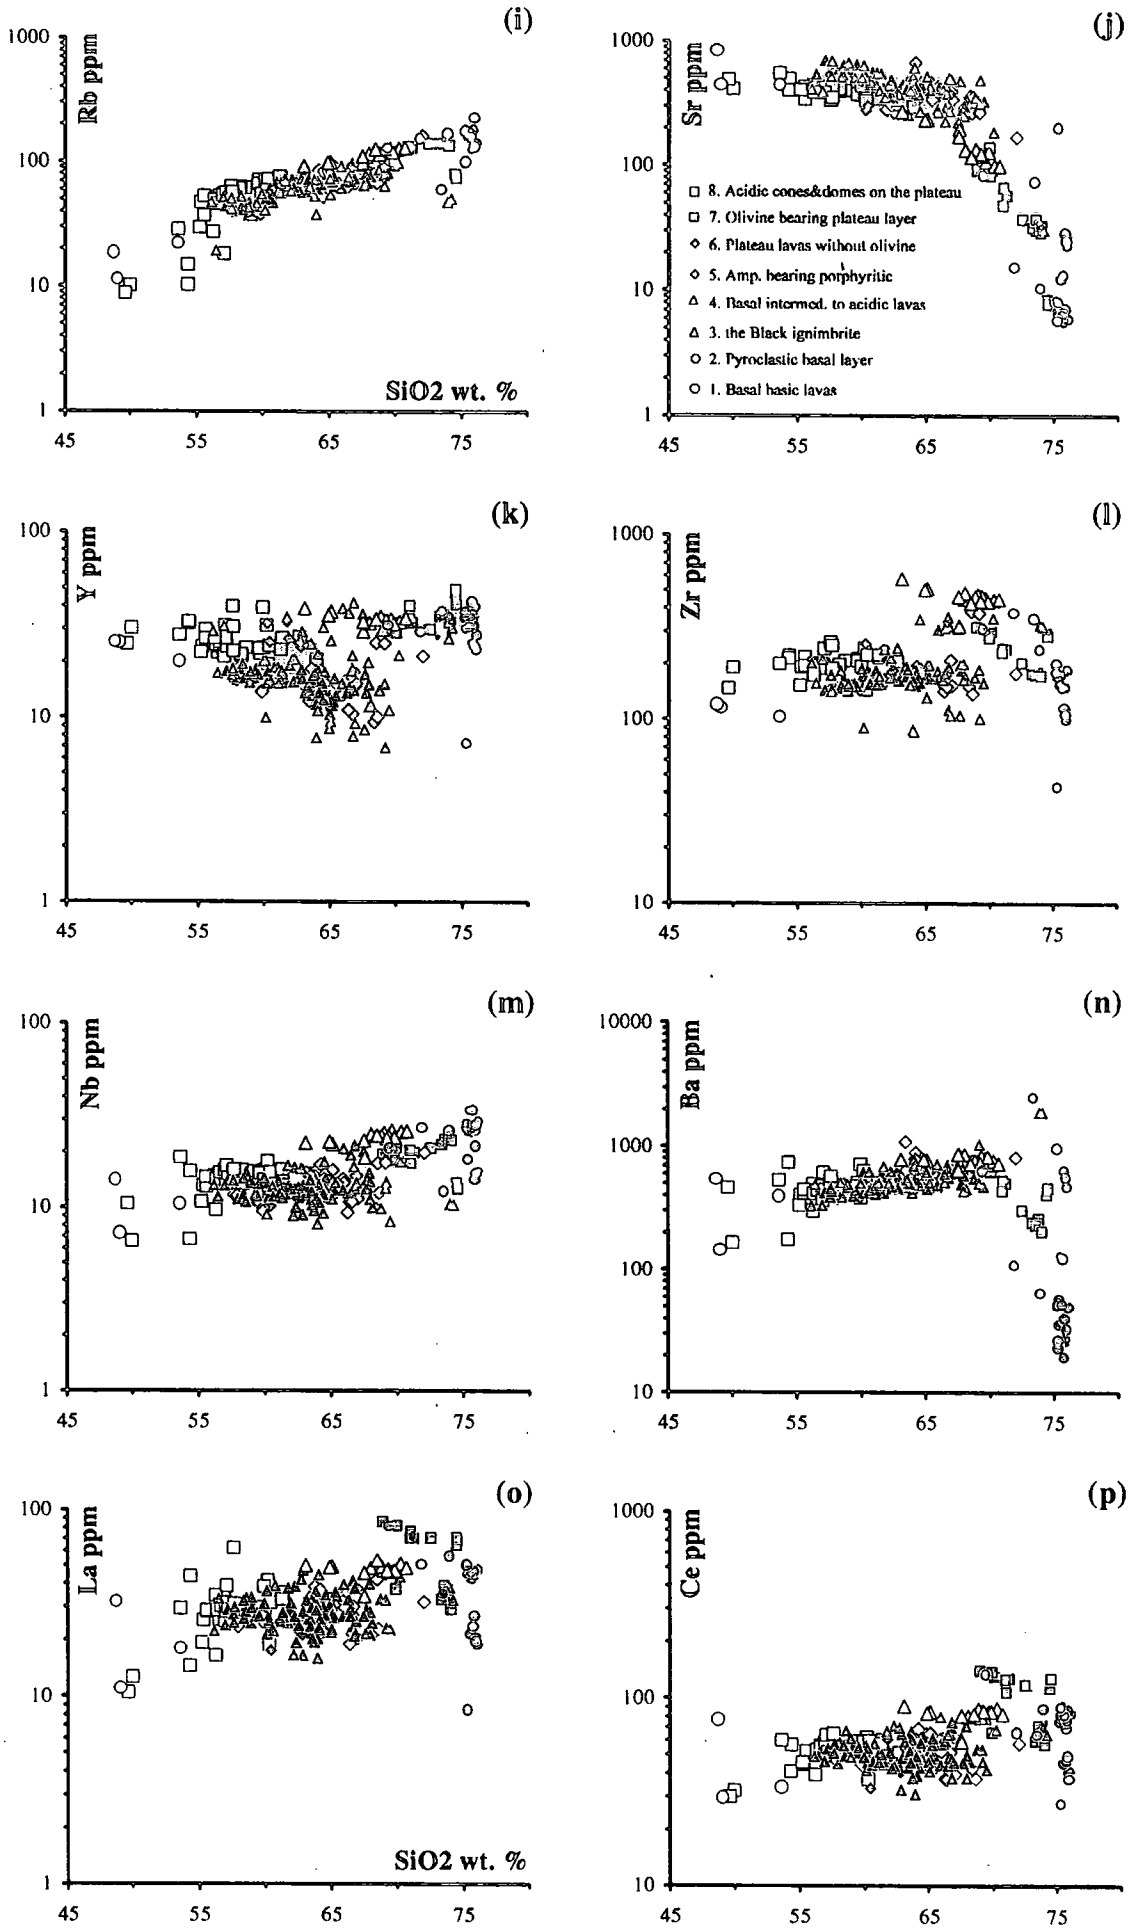 (i)
1000
100
10
1
Rb ppm
SiO2 wt. %
45 55 65 75
(j)
1000
100
10
1
Sr ppm
8. Acidic cones&domes on the plateau
7. Olivine bearing plateau layer
6. Plateau lavas without olivine
5. Amp. bearing porphyritic
4. Basal intermed. to acidic lavas
3. the Black ignimbrite
2. Pyroclastic basal layer
1. Basal basic lavas
45 55 65 75
(k)
100
10
1
Y ppm
45 55 65 75
(l)
1000
100
10
Zr ppm
45 55 65 75
(m)
100
10
1
Nb ppm
45 55 65 75
(n)
10000
1000
100
10
Ba ppm
45 55 65 75
(o)
100
10
1
La ppm
SiO2 wt. %
45 55 65 75
(p)
1000
100
10
Ce ppm
45 55 65 75